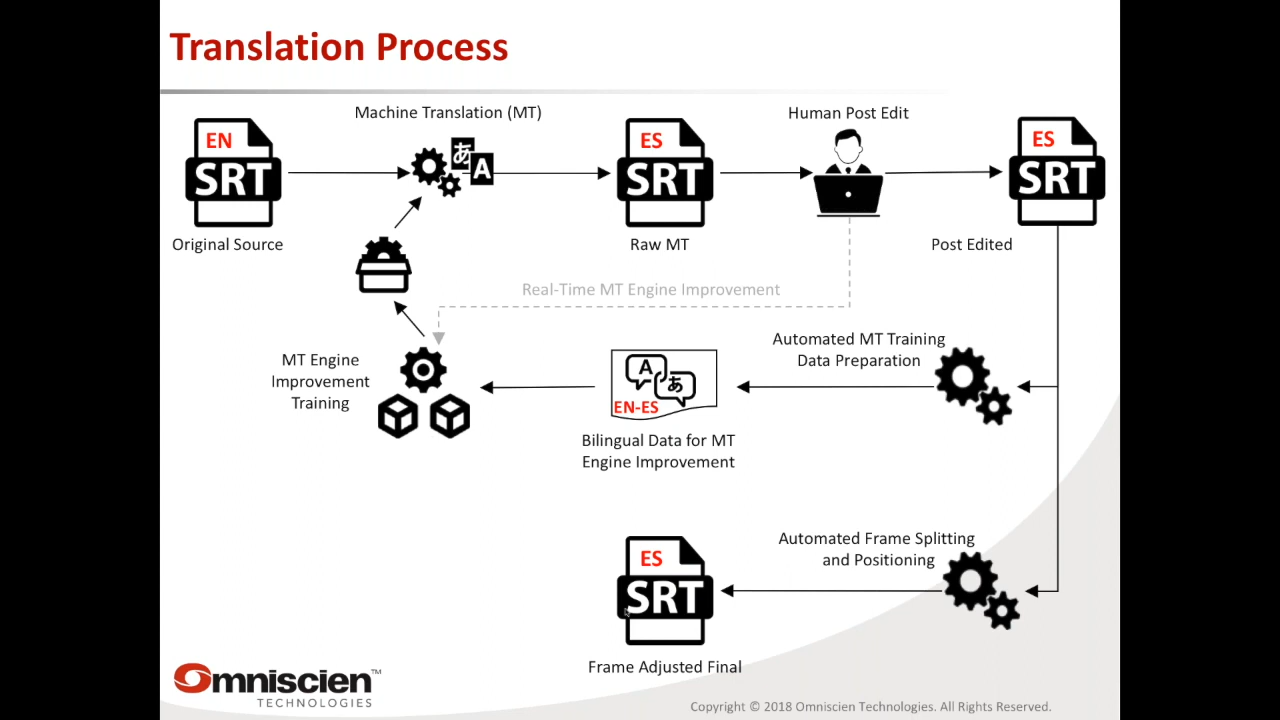 Translation Process
Machine Translation (MT)
Human Post Edit
EN
SRT
あ
A
ES
SRT
ES
SRT
Original Source
Raw MT
Post Edited
Real-Time MT Engine Improvement
Automated MT Training
Data Preparation
MT Engine
Improvement
Training
A
あ
EN-ES
Bilingual Data for MT
Engine Improvement
Automated Frame Splitting
and Positioning
ES
SRT
Frame Adjusted Final
Omniscien™
TECHNOLOGIES
Copyright © 2018 Omniscien Technologies. All Rights Reserved.